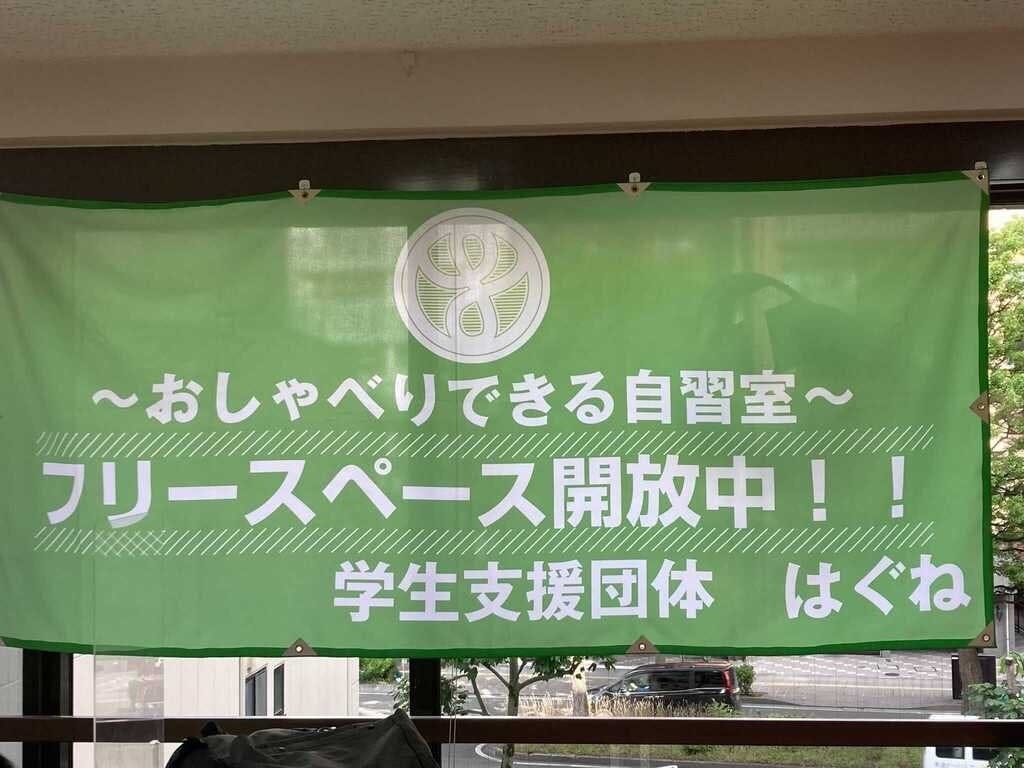 ～おしゃべりできる自習室～
フリースペース開放中！！
学生支援団体　はぐね